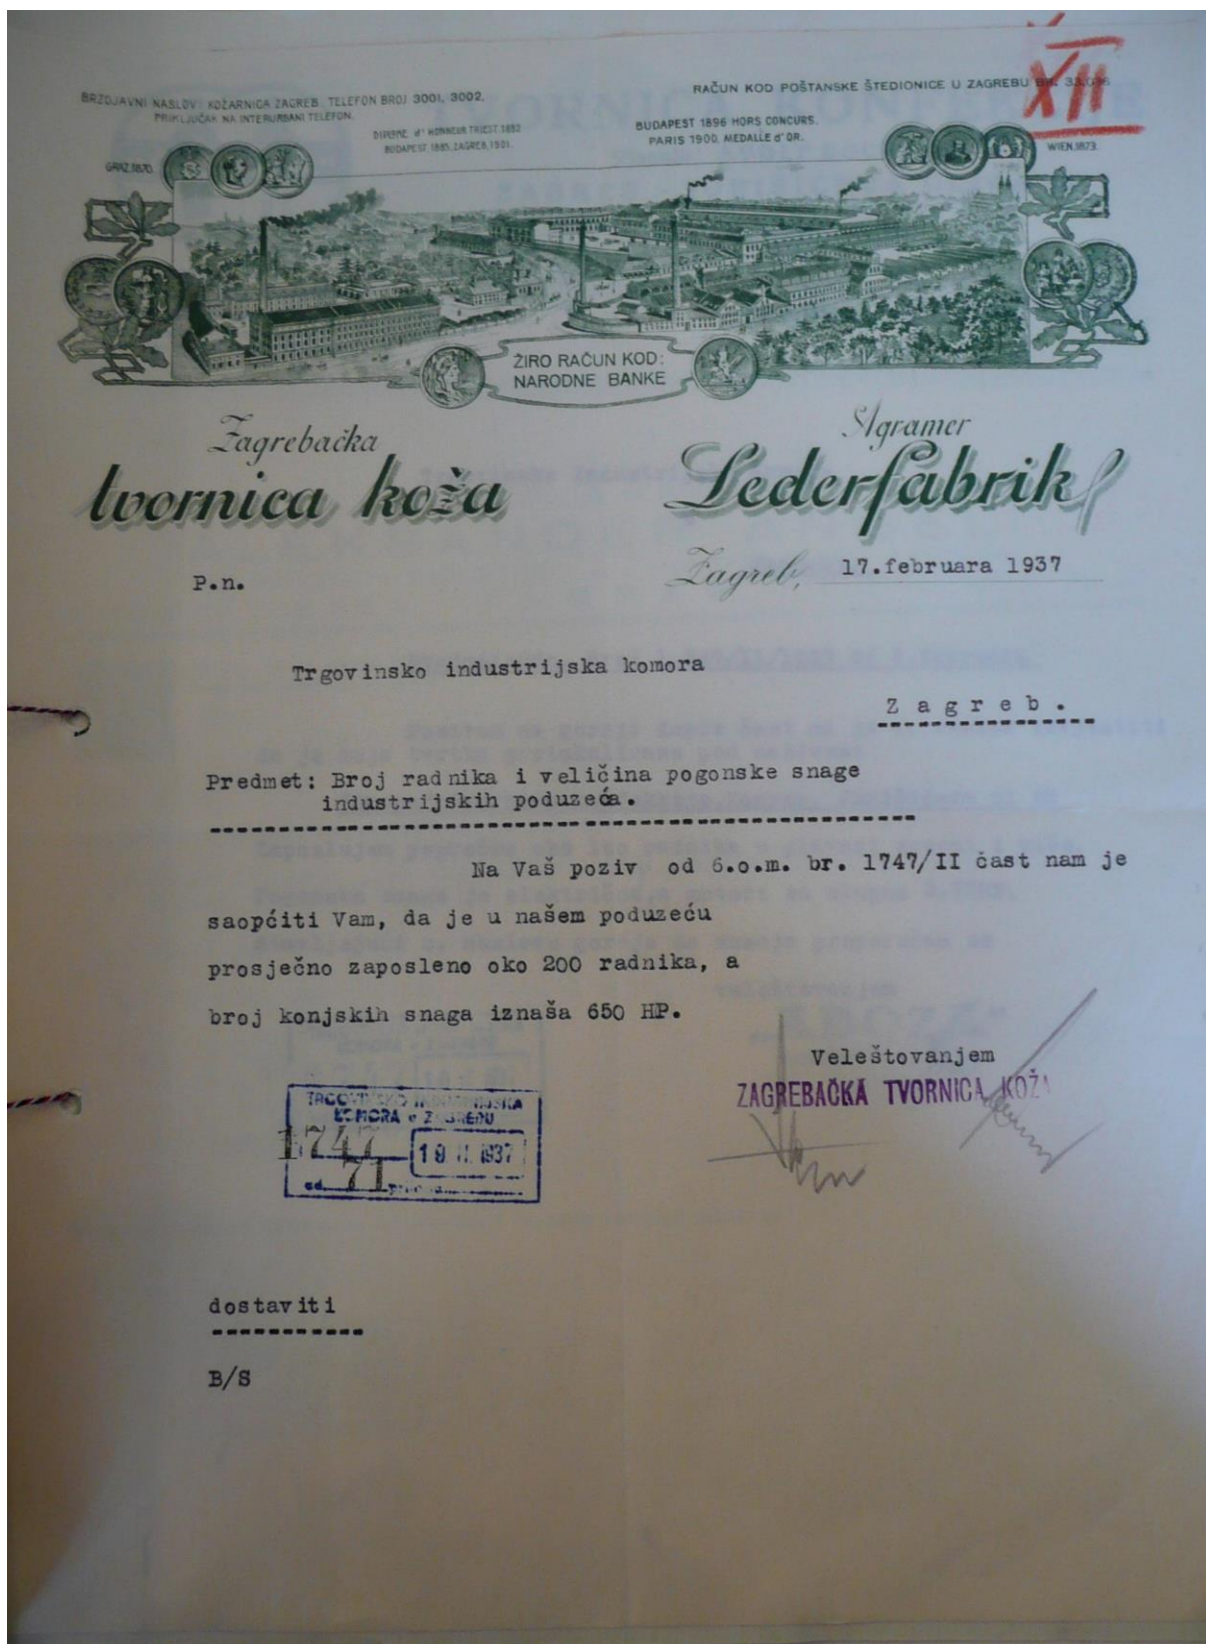 XII
BRZOJAVNI NASLOV: KOŽARNICA ZAGREB, TELEFON BROJ 3001, 3002.
PRIKLJUČAK NA INTERURBANI TELEFON.
RAČUN KOD POŠTANSKE ŠTEDIONICE U ZAGREBU BR.
DIPLOME d' HONNEUR TRIEST 1882
BUDAPEST 1885, ZAGREB, 1901.
BUDAPEST 1896 HORS CONCURS.
PARIS 1900. MEDALLE d' OR.
GRAZ, 1870.
WIEN, 1873.
ŽIRO RAČUN KOD:
NARODNE BANKE
Zagrebačka
tvornica koža
Agramer
Lederfabrik
Zagreb, 17.februara 1937
P.n.
Trgovinsko industrijska komora
Zagreb.
Predmet: Broj radnika i veličina pogonske snage
industrijskih poduzeća.
Na Vaš poziv od 6.o.m. br. 1747/II čast nam je
saopćiti Vam, da je u našem poduzeću
prosječno zaposleno oko 200 radnika, a
broj konjskih snaga iznaša 650 HP.
Veleštovanjem
ZAGREBAČKA TVORNICA KOŽA
TRGOVINSKO INDUSTRIJSKA
KOMORA u ZAGREBU
1747
19 II. 1937
71
dostaviti
B/S